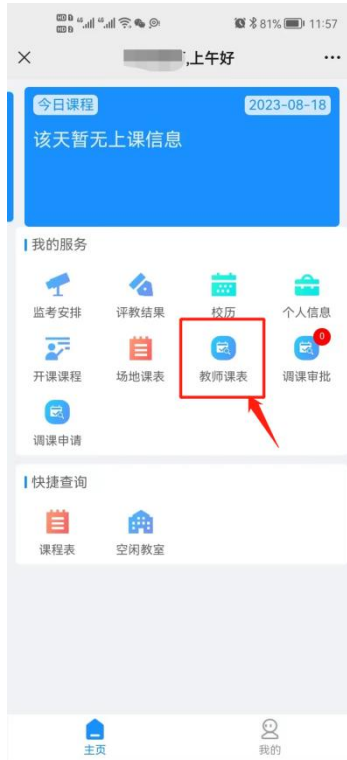 81% 11:57
,上午好
今日课程 2023-08-18
该天暂无上课信息
我的服务
监考安排 评教结果 校历 个人信息
0
开课课程 场地课表 教师课表 调课审批
调课申请
快捷查询
课程表 空闲教室
主页 我的